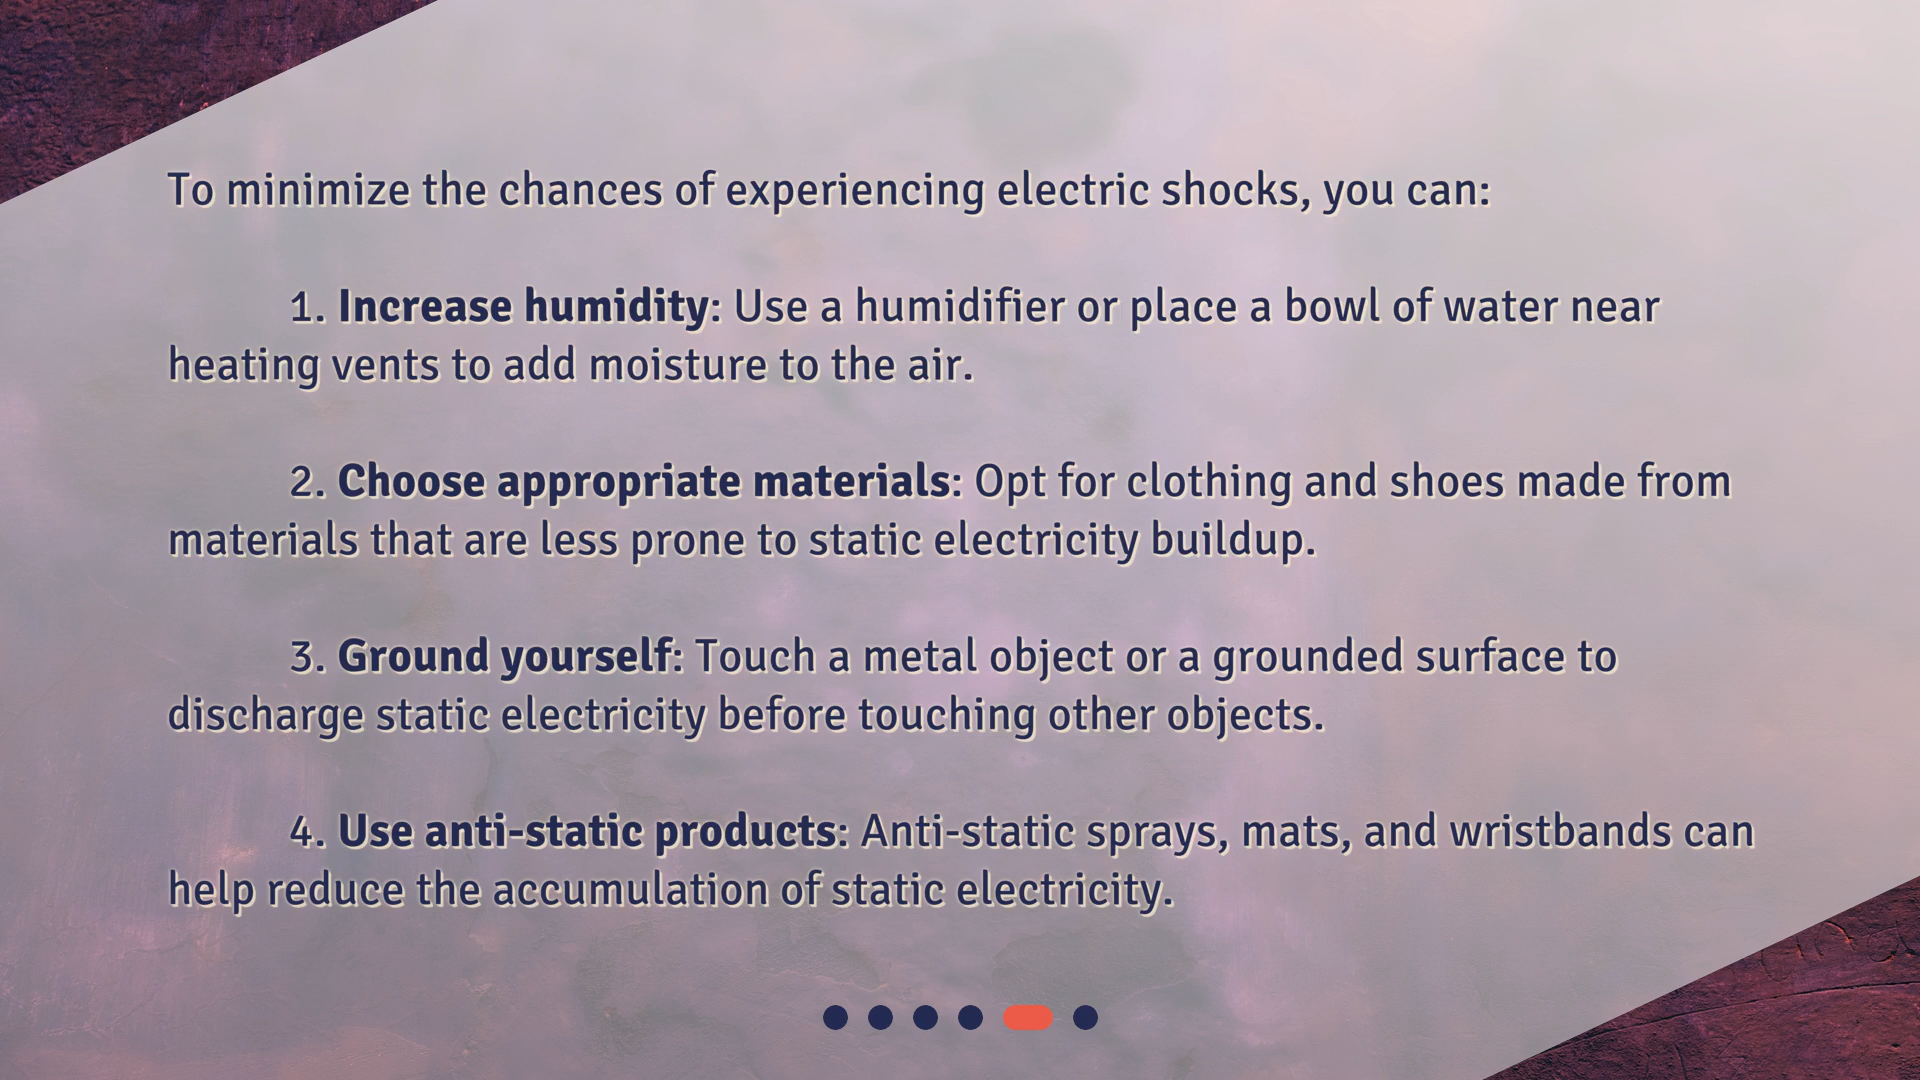 To minimize the chances of experiencing electric shocks, you can:
1. Increase humidity: Use a humidifier or place a bowl of water near
heating vents to add moisture to the air.
2. Choose appropriate materials: Opt for clothing and shoes made from
materials that are less prone to static electricity buildup.
3. Ground yourself: Touch a metal object or a grounded surface to
discharge static electricity before touching other objects.
4. Use anti-static products: Anti-static sprays, mats, and wristbands can
help reduce the accumulation of static electricity.